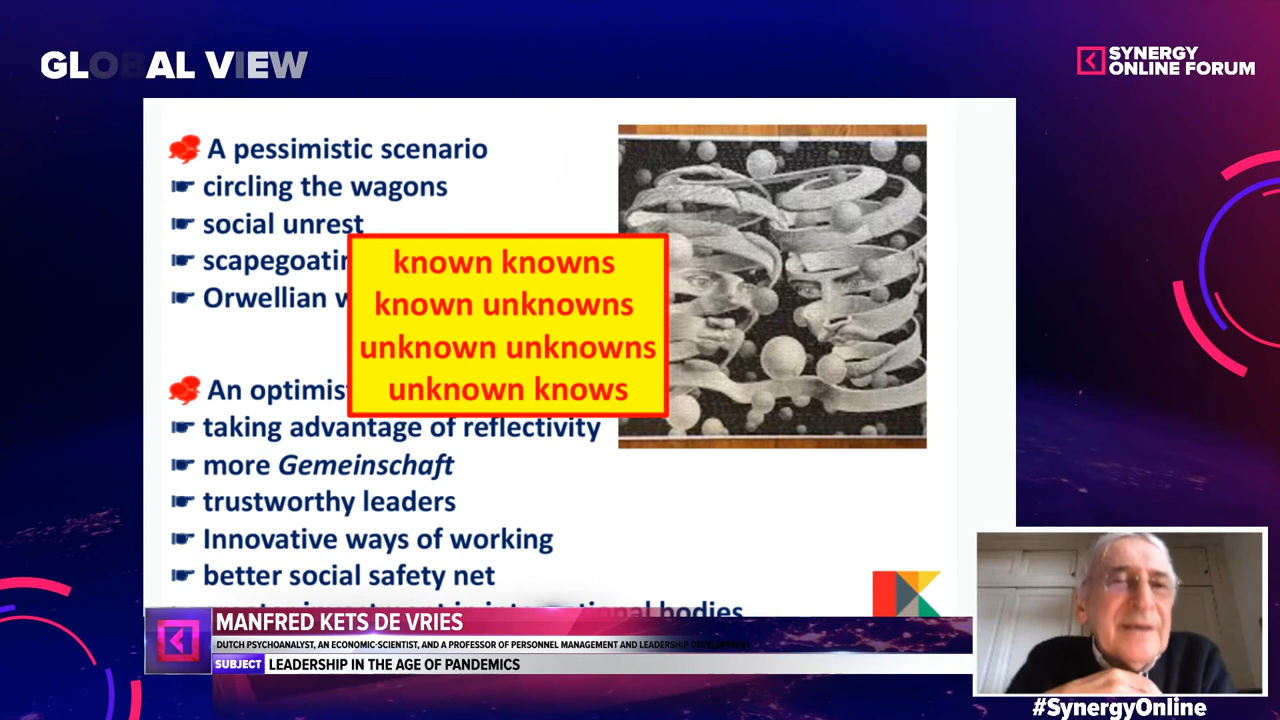 GLOBAL VIEW
SYNERGY
ONLINE FORUM
A pessimistic scenario
circling the wagons
social unrest
Orwellian
known knowns
known unknowns
unknown unknowns
unknown knows
An
taking advantage of reflectivity
more Gemeinschaft
trustworthy leaders
Innovative ways of working
better social safety net
bodies
MANFRED KETS DE VRIES
DUTCH PSYCHOANALYST, AN ECONOMIC-SCIENTIST, AND A PROFESSOR OF PERSONNEL MANAGEMENT AND LEADERSHIP DEVELOPMENT
SUBJECT LEADERSHIP IN THE AGE OF PANDEMICS
#SynergyOnline